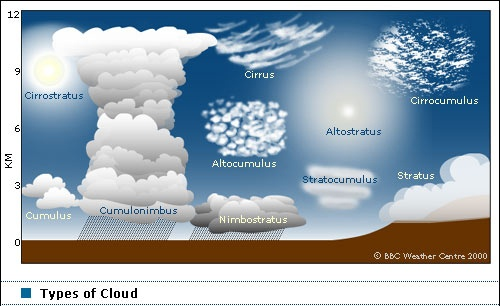 12
9
6
3
0
KM
Cirrostratus
Cirrus
Cirrocumulus
Altostratus
Altocumulus
Stratocumulus
Stratus
Cumulus
Cumulonimbus
Nimbostratus
© BBC Weather Centre 2000
Types of Cloud